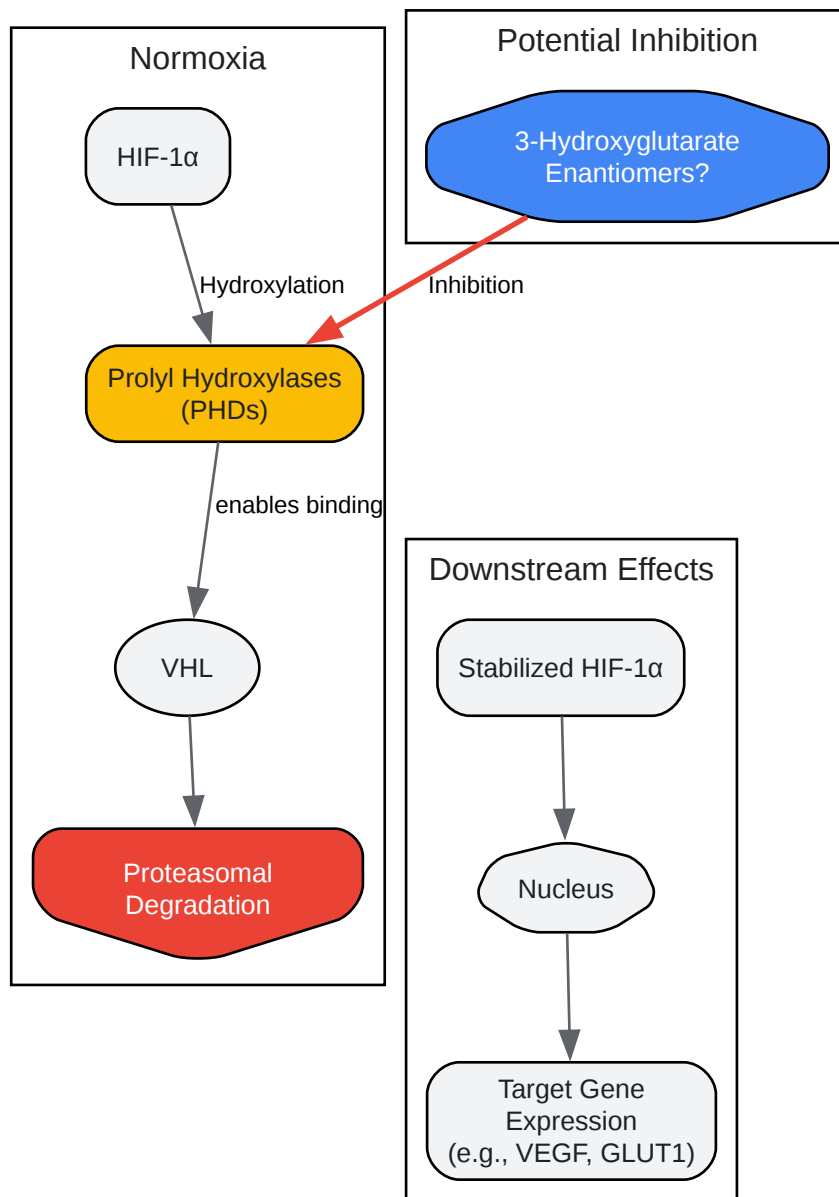 Normoxia
HIF-1α
Hydroxylation
Prolyl Hydroxylases
(PHDs)
enables binding
VHL
Proteasomal
Degradation
Potential Inhibition
3-Hydroxyglutarate
Enantiomers?
Inhibition
Downstream Effects
Stabilized HIF-1α
Nucleus
Target Gene
Expression
(e.g., VEGF, GLUT1)